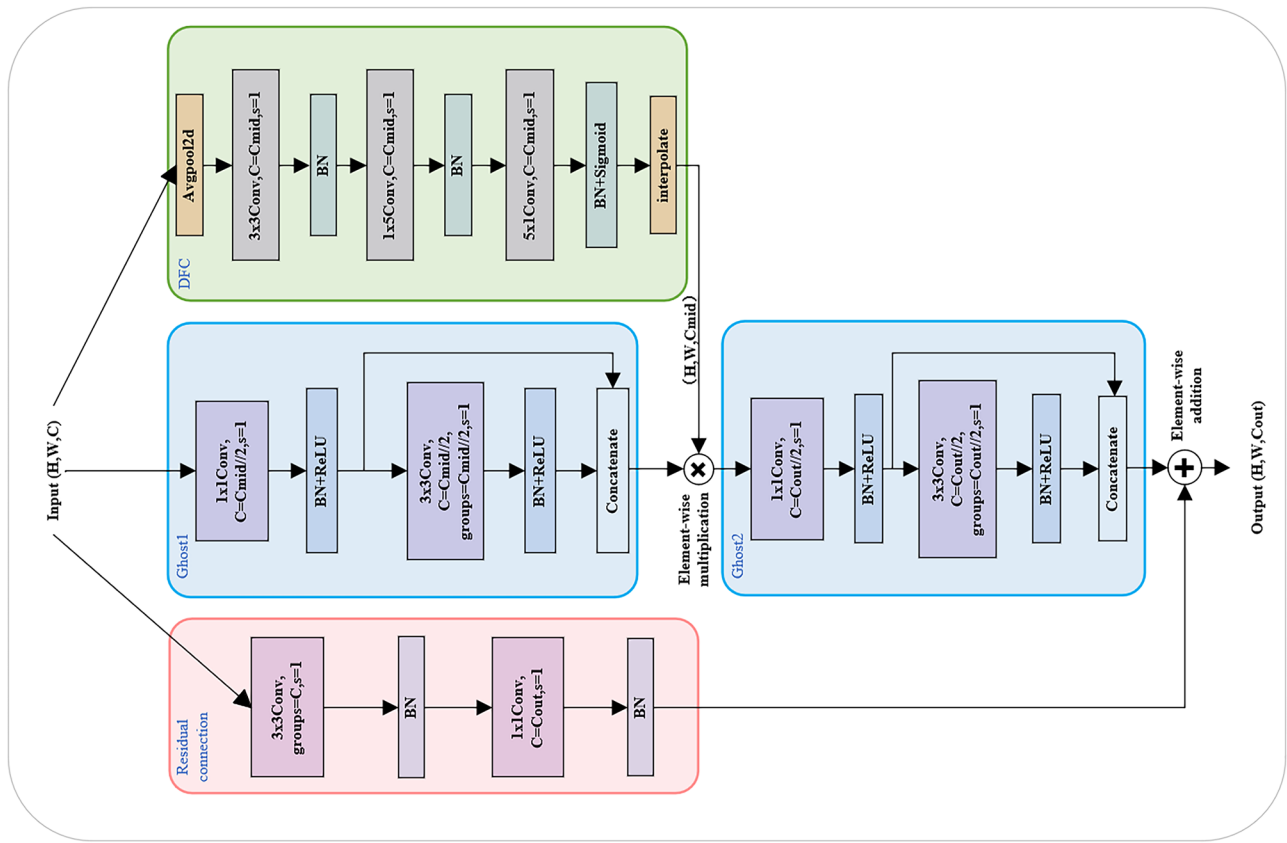 Input (H,W,C)
DFC
Avgpool2d
3x3Conv,C=Cmid,s=1
BN
1x5Conv,C=Cmid,s=1
BN
5x1Conv,C=Cmid,s=1
BN+Sigmoid
interpolate
(H,W,Cmid)
Ghost1
1x1Conv,
C=Cmid//2,s=1
BN+ReLU
3x3Conv,
C=Cmid//2,
groups=Cmid//2,s=1
BN+ReLU
Concatenate
Element-wise
multiplication
Ghost2
1x1Conv,
C=Cout//2,s=1
BN+ReLU
3x3Conv,
C=Cout//2,
groups=Cout//2,s=1
BN+ReLU
Concatenate
Element-wise
addition
Residual
connection
3x3Conv,
groups=C,s=1
BN
1x1Conv,
C=Cout,s=1
BN
Output (H,W,Cout)